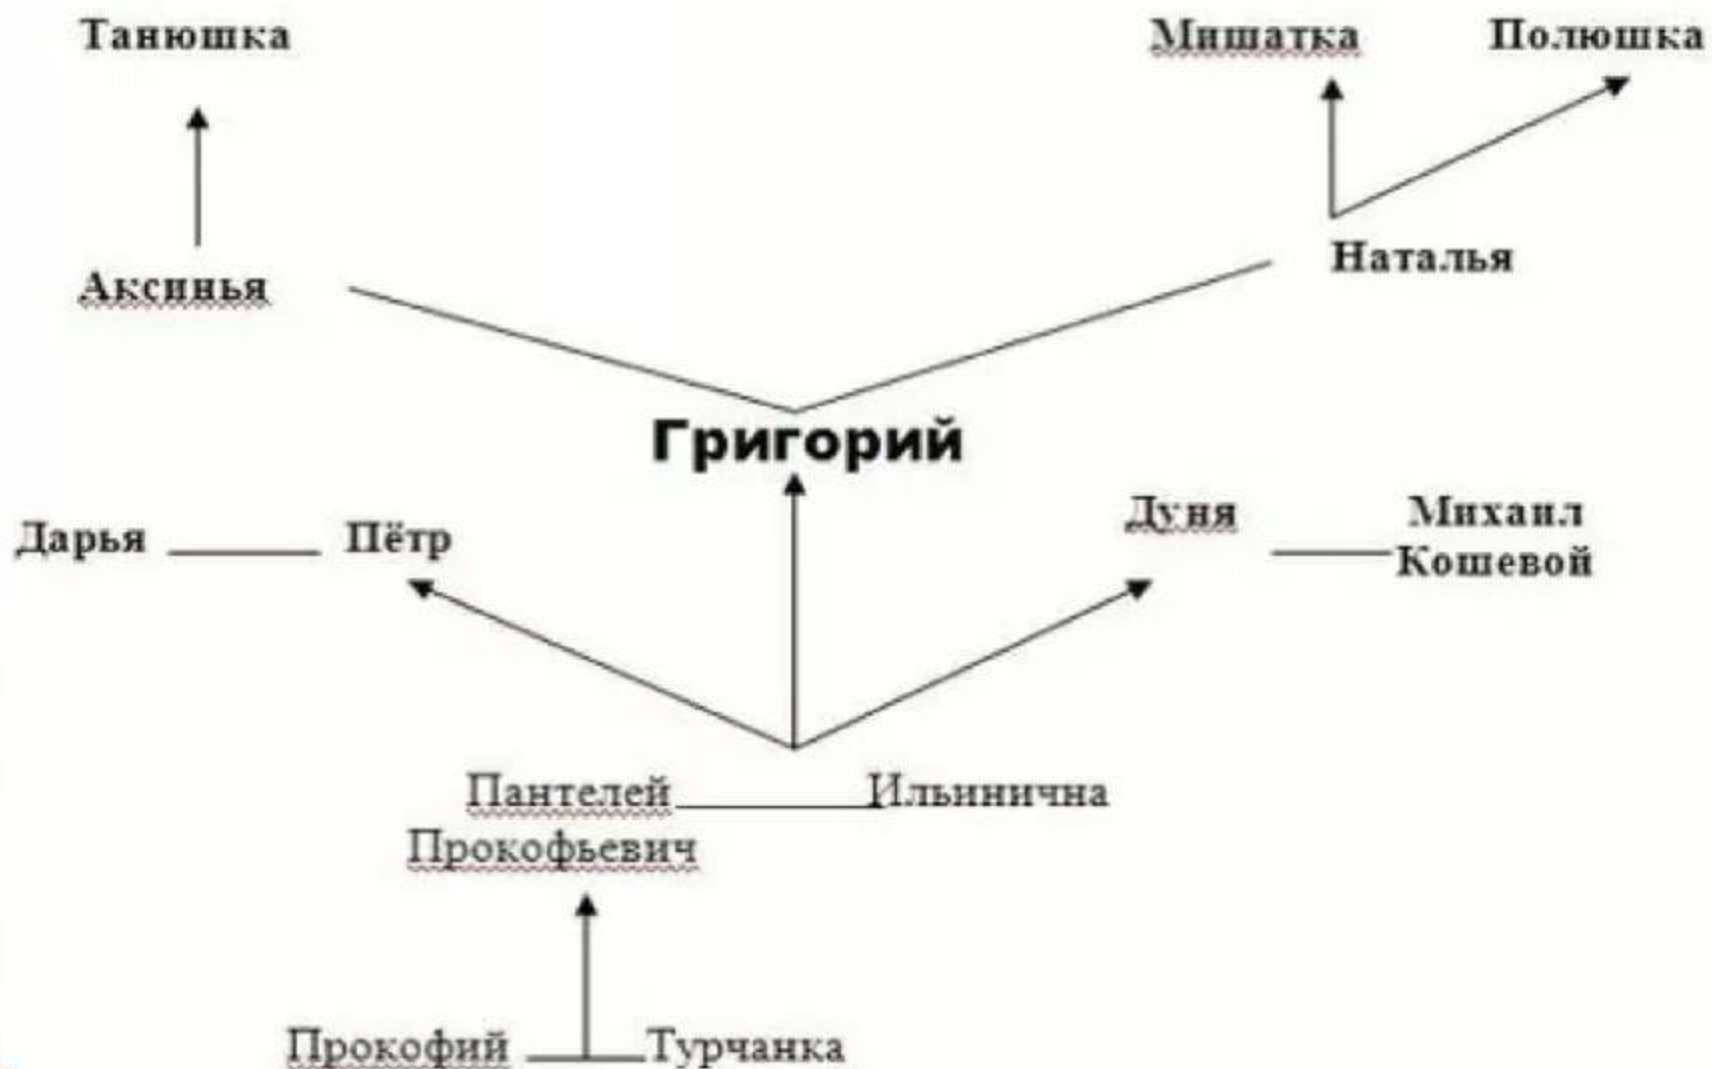 Танюшка
Мишатка Полюшка
Аксинья
Наталья
Григорий
Дарья Пётр
Дуня Михаил
Кошевой
Пантелей Ильинична
Прокофьевич
Прокофий Турчанка